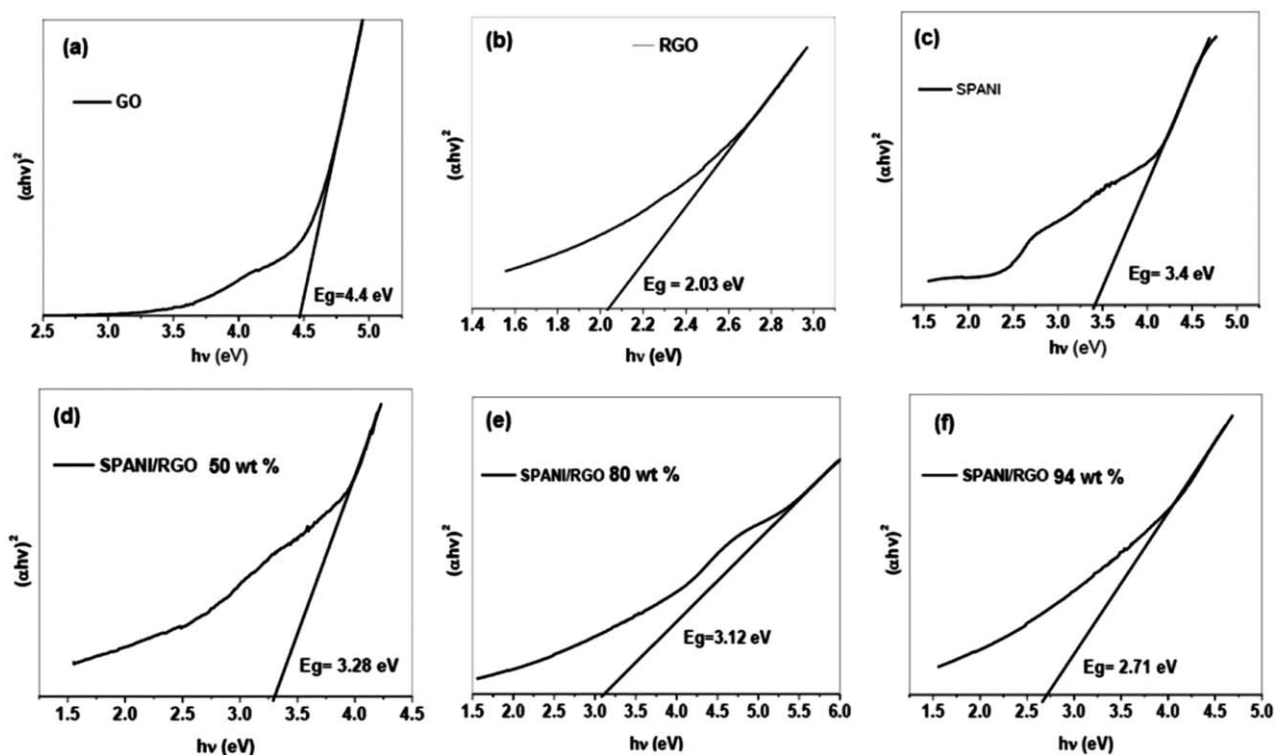 (a)
GO
(αhν)²
Eg=4.4 eV
2.5 3.0 3.5 4.0 4.5 5.0
hν (eV)
(b)
RGO
(αhν)²
Eg = 2.03 eV
1.4 1.6 1.8 2.0 2.2 2.4 2.6 2.8 3.0
hν (eV)
(c)
SPANI
(αhν)²
Eg= 3.4 eV
1.5 2.0 2.5 3.0 3.5 4.0 4.5 5.0
hν (eV)
(d)
SPANI/RGO 50 wt %
(αhν)²
Eg= 3.28 eV
1.5 2.0 2.5 3.0 3.5 4.0 4.5
hν (eV)
(e)
SPANI/RGO 80 wt %
(αhν)²
Eg=3.12 eV
1.5 2.0 2.5 3.0 3.5 4.0 4.5 5.0 5.5 6.0
hν (eV)
(f)
SPANI/RGO 94 wt %
(αhν)²
Eg= 2.71 eV
1.5 2.0 2.5 3.0 3.5 4.0 4.5 5.0
hν (eV)